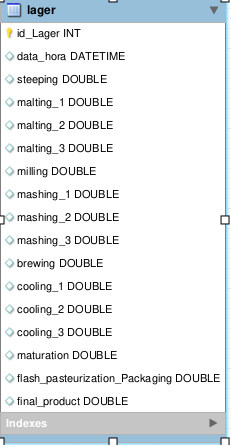 lager
id_Lager INT
data_hora DATETIME
steeping DOUBLE
malting_1 DOUBLE
malting_2 DOUBLE
malting_3 DOUBLE
milling DOUBLE
mashing_1 DOUBLE
mashing_2 DOUBLE
mashing_3 DOUBLE
brewing DOUBLE
cooling_1 DOUBLE
cooling_2 DOUBLE
cooling_3 DOUBLE
maturation DOUBLE
flash_pasteurization_Packaging DOUBLE
final_product DOUBLE
Indexes